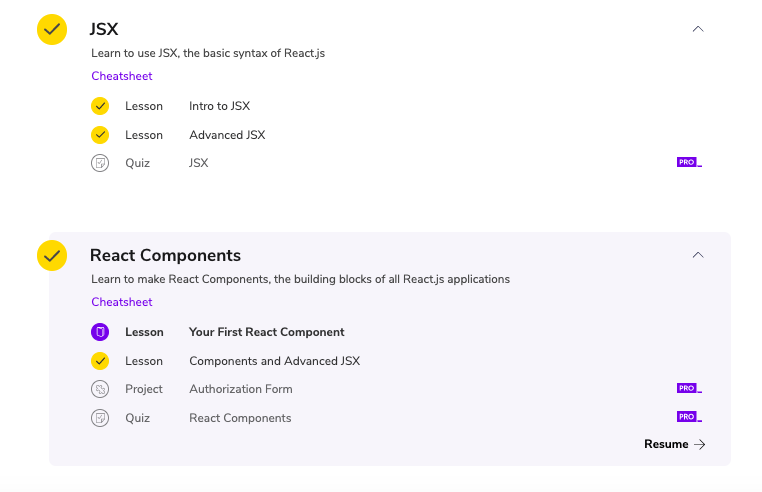 JSX
Learn to use JSX, the basic syntax of React.js
Cheatsheet
Lesson Intro to JSX
Lesson Advanced JSX
Quiz JSX PRO
React Components
Learn to make React Components, the building blocks of all React.js applications
Cheatsheet
Lesson Your First React Component
Lesson Components and Advanced JSX
Project Authorization Form PRO
Quiz React Components PRO
Resume